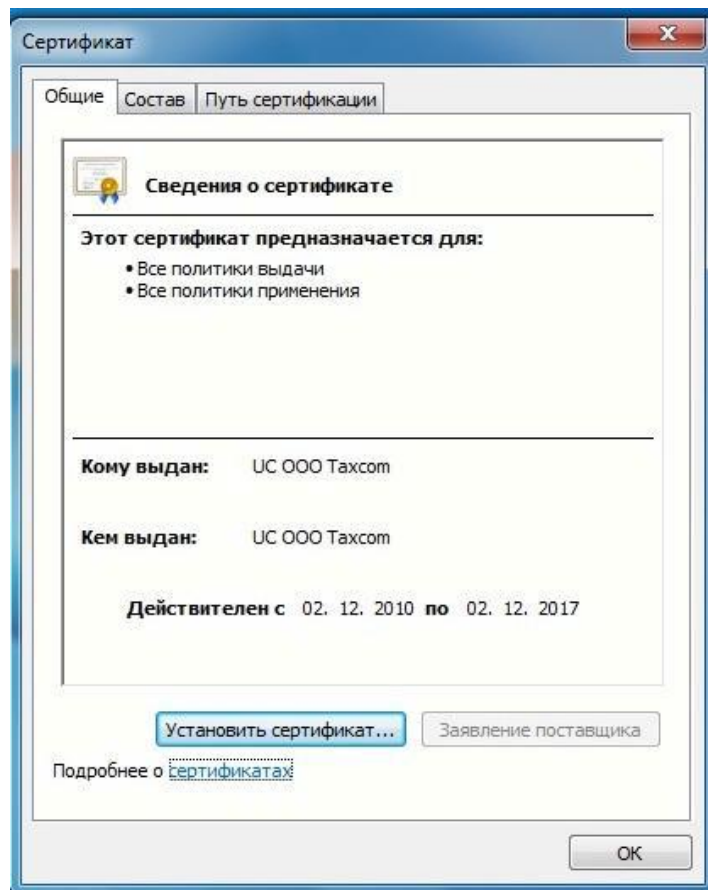 Сертификат
Общие Состав Путь сертификации
Сведения о сертификате
Этот сертификат предназначается для:
• Все политики выдачи
• Все политики применения
Кому выдан: UC OOO Taxcom
Кем выдан: UC OOO Taxcom
Действителен с 02. 12. 2010 по 02. 12. 2017
Установить сертификат... Заявление поставщика
Подробнее о сертификатах
OK